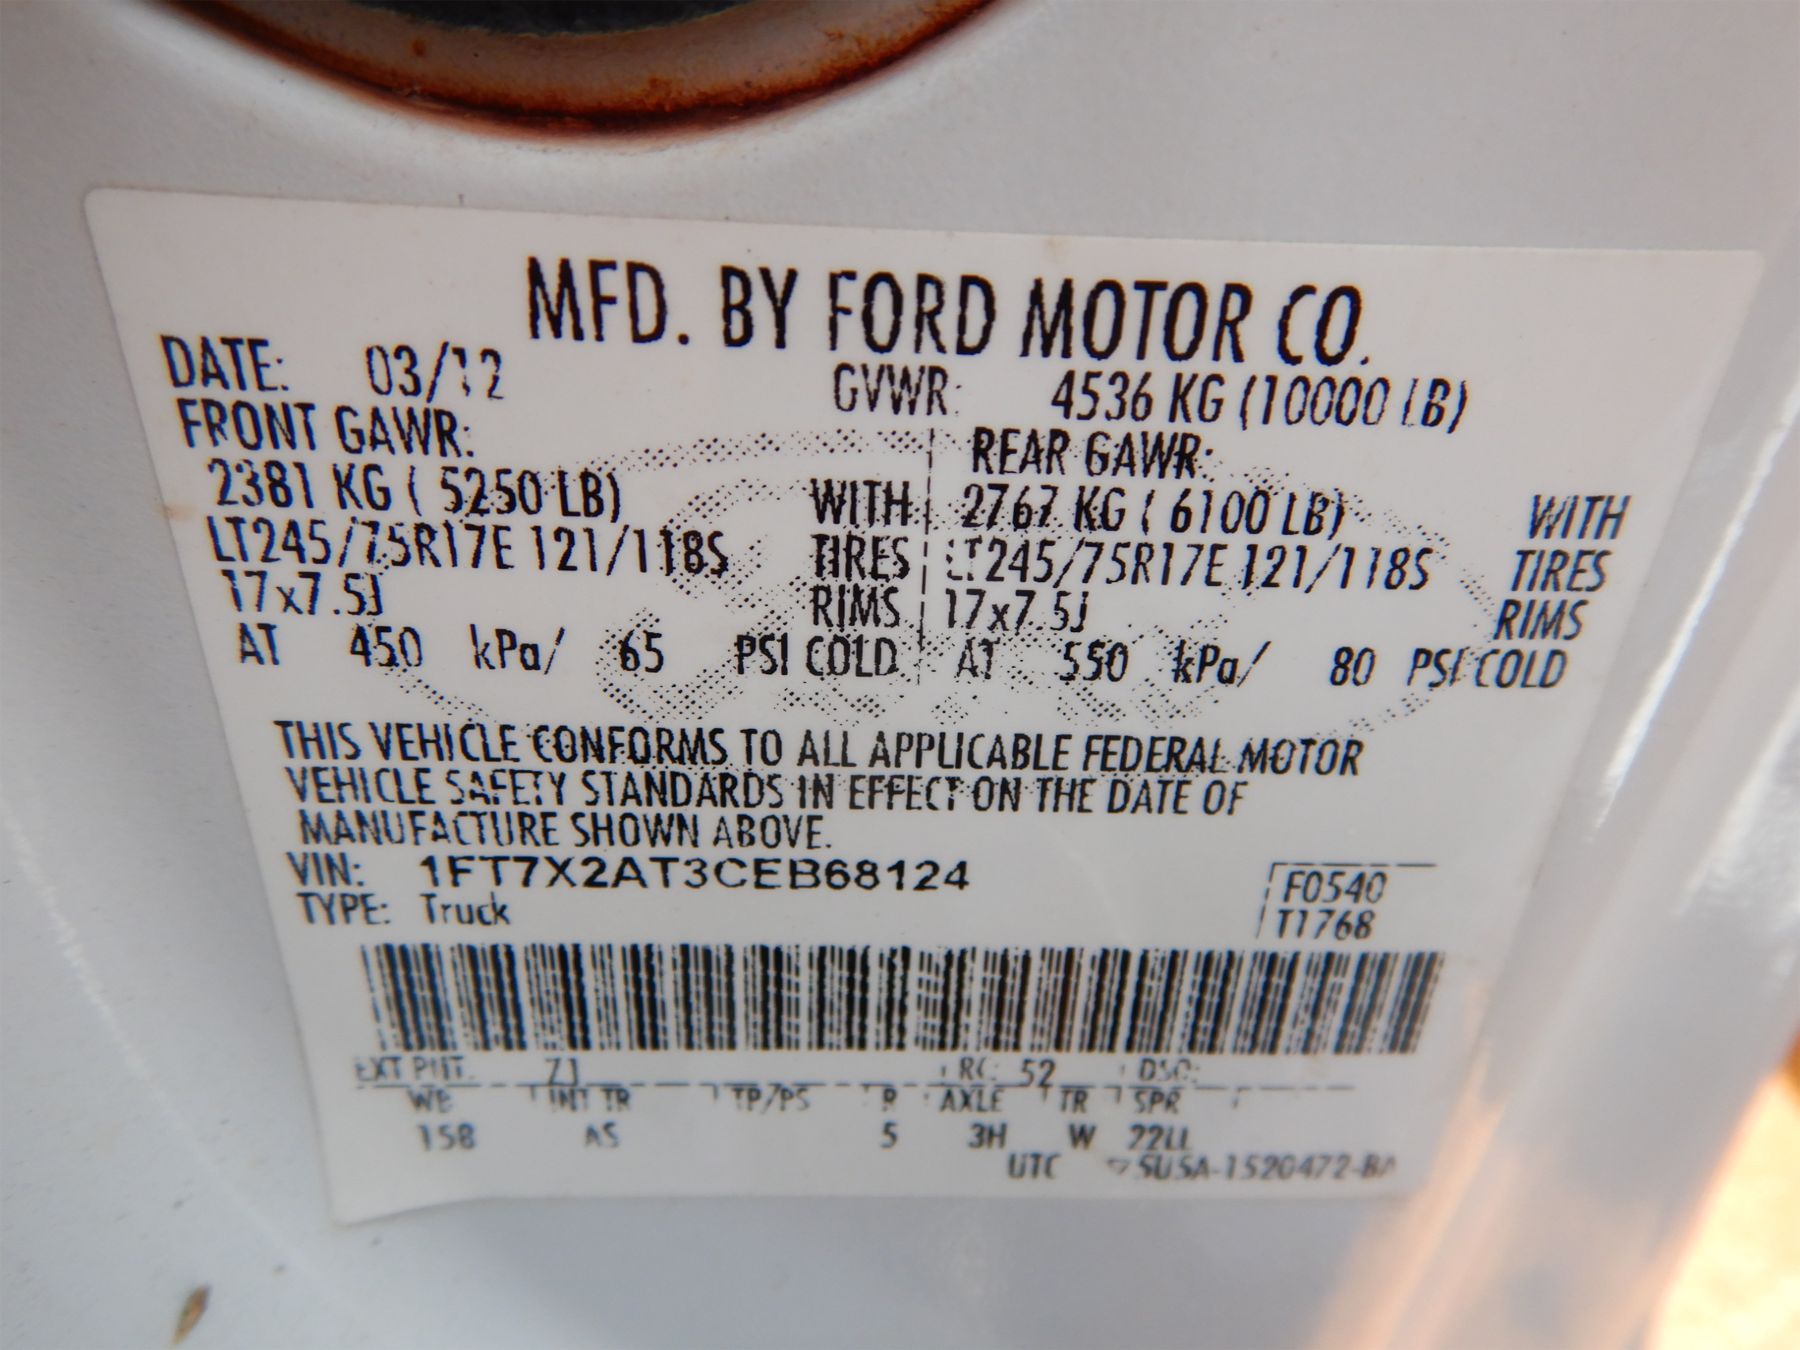 MFD. BY FORD MOTOR CO.
DATE: 03/12 GVWR: 4536 KG (10000 LB)
FRONT GAWR: REAR GAWR:
2381 KG ( 5250 LB) WITH 2767 KG ( 6100 LB) WITH
LT245/75R17E 121/118S TIRES LT245/75R17E 121/118S TIRES
17x7.5J RIMS 17x7.5J RIMS
AT 450 kPa/ 65 PSI COLD AT 550 kPa/ 80 PSI COLD
THIS VEHICLE CONFORMS TO ALL APPLICABLE FEDERAL MOTOR
VEHICLE SAFETY STANDARDS IN EFFECT ON THE DATE OF
MANUFACTURE SHOWN ABOVE.
VIN: 1FT7X2AT3CEB68124
TYPE: Truck
F0540
T1768
EXT PNT: Z1 RC: 52 DSO:
WB INT TR TP/PS R AXLE TR SPR
158 AS 5 3H W 22LL
UTC 5U5A-1520472-BA